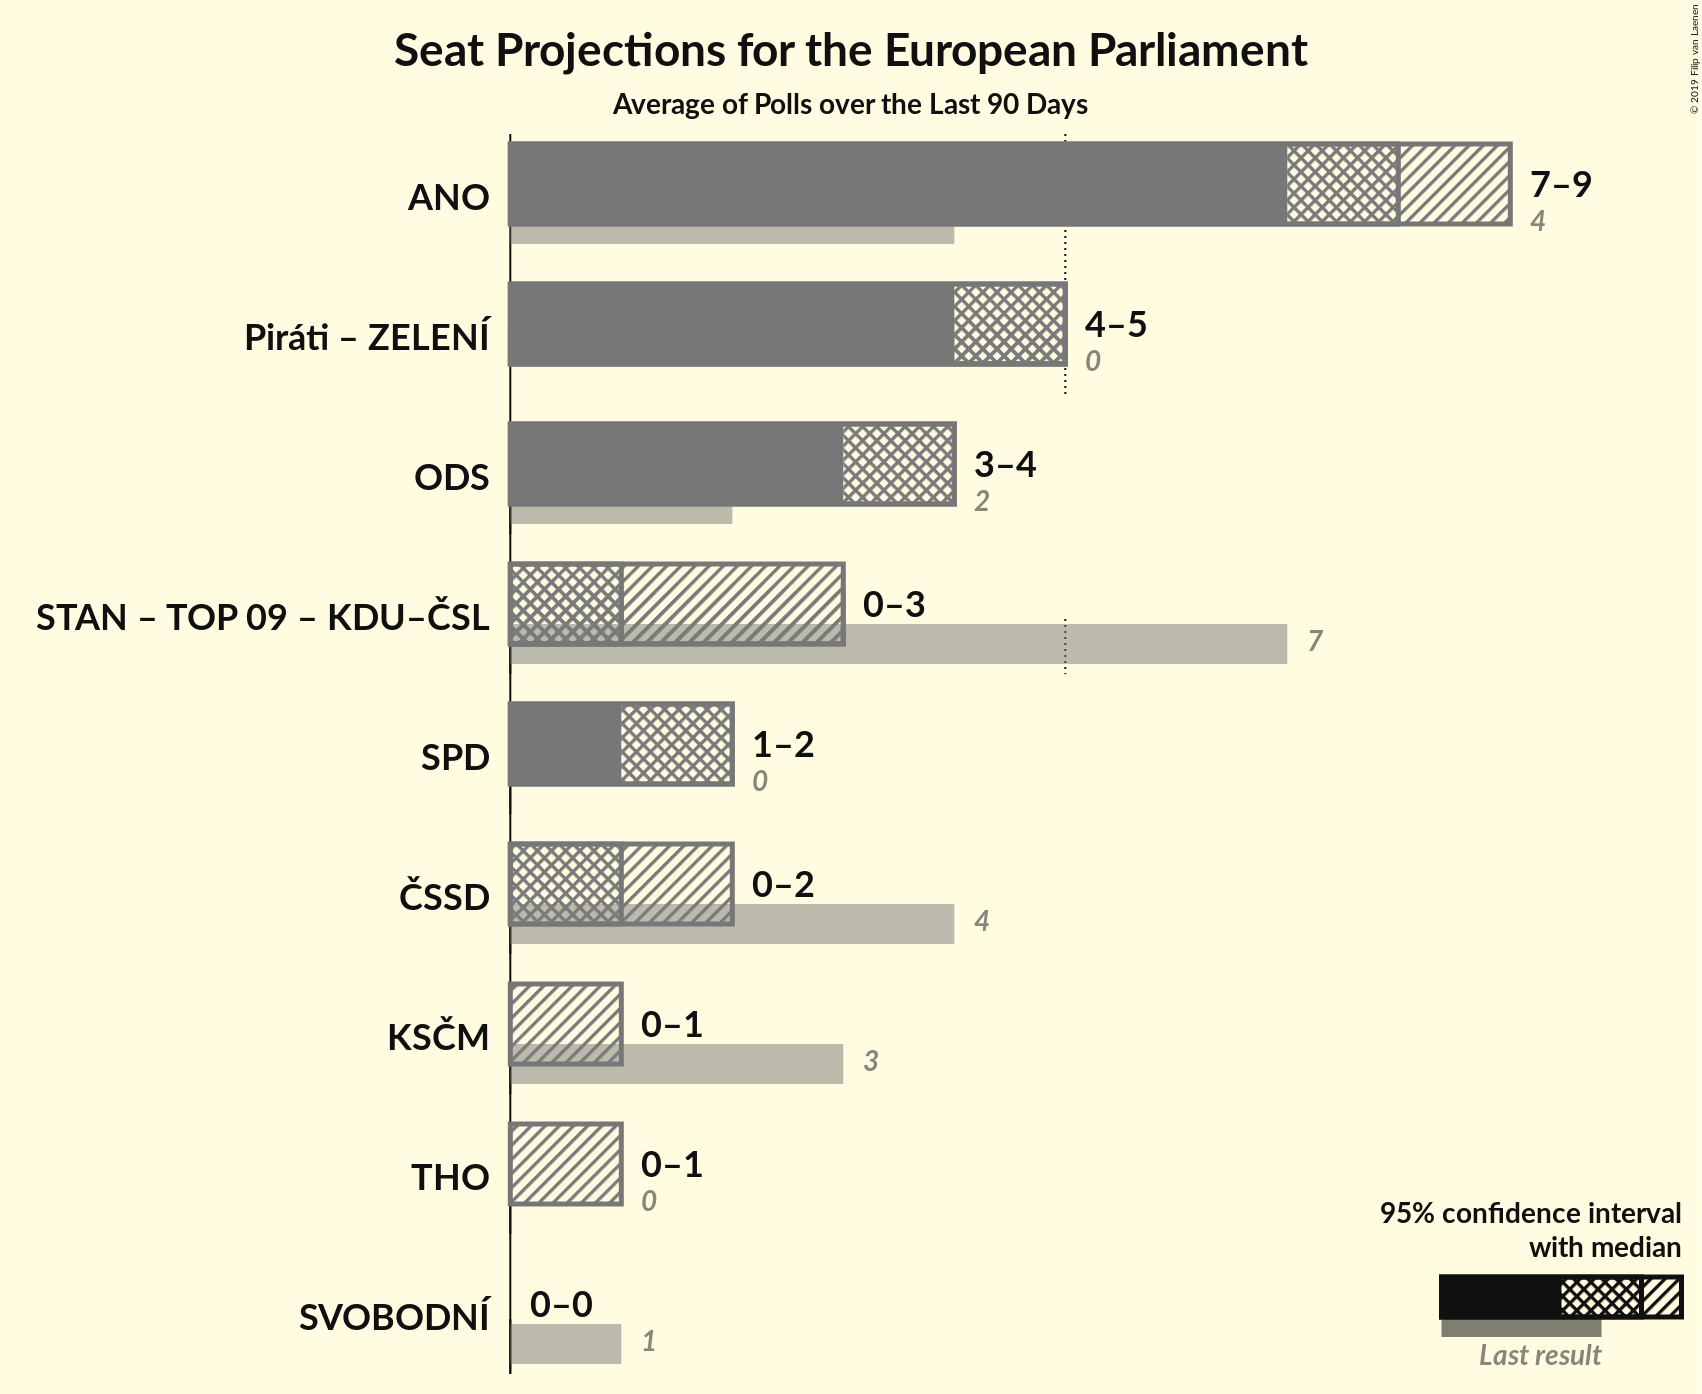 Seat Projections for the European Parliament
Average of Polls over the Last 90 Days
© 2019 Filip van Laenen
ANO
7–9
4
Piráti – ZELENÍ
4–5
0
ODS
3–4
2
STAN – TOP 09 – KDU–ČSL
0–3
7
SPD
1–2
0
ČSSD
0–2
4
KSČM
0–1
3
THO
0–1
0
SVOBODNÍ
0–0
1
95% confidence interval
with median
Last result